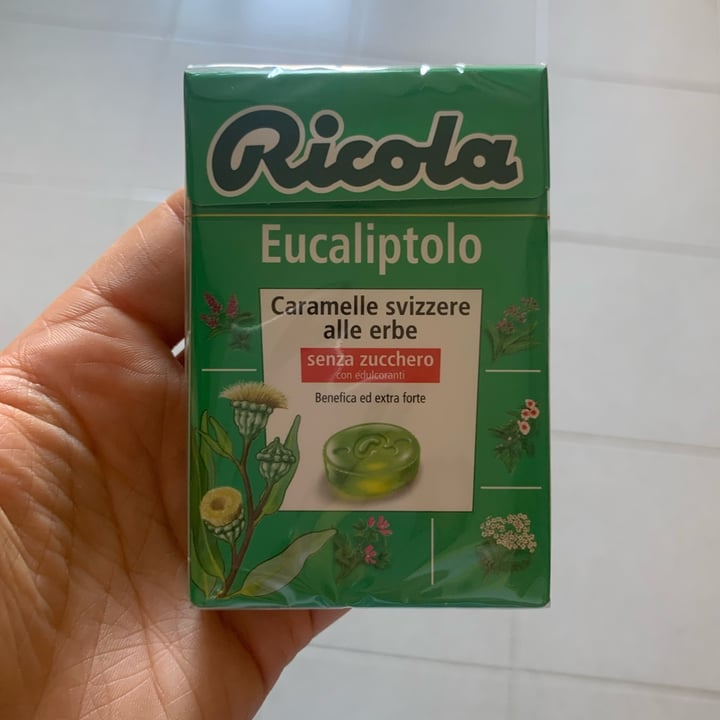 Ricola
Eucaliptolo
Caramelle svizzere
alle erbe
senza zucchero
con edulcoranti
Benefica ed extra forte